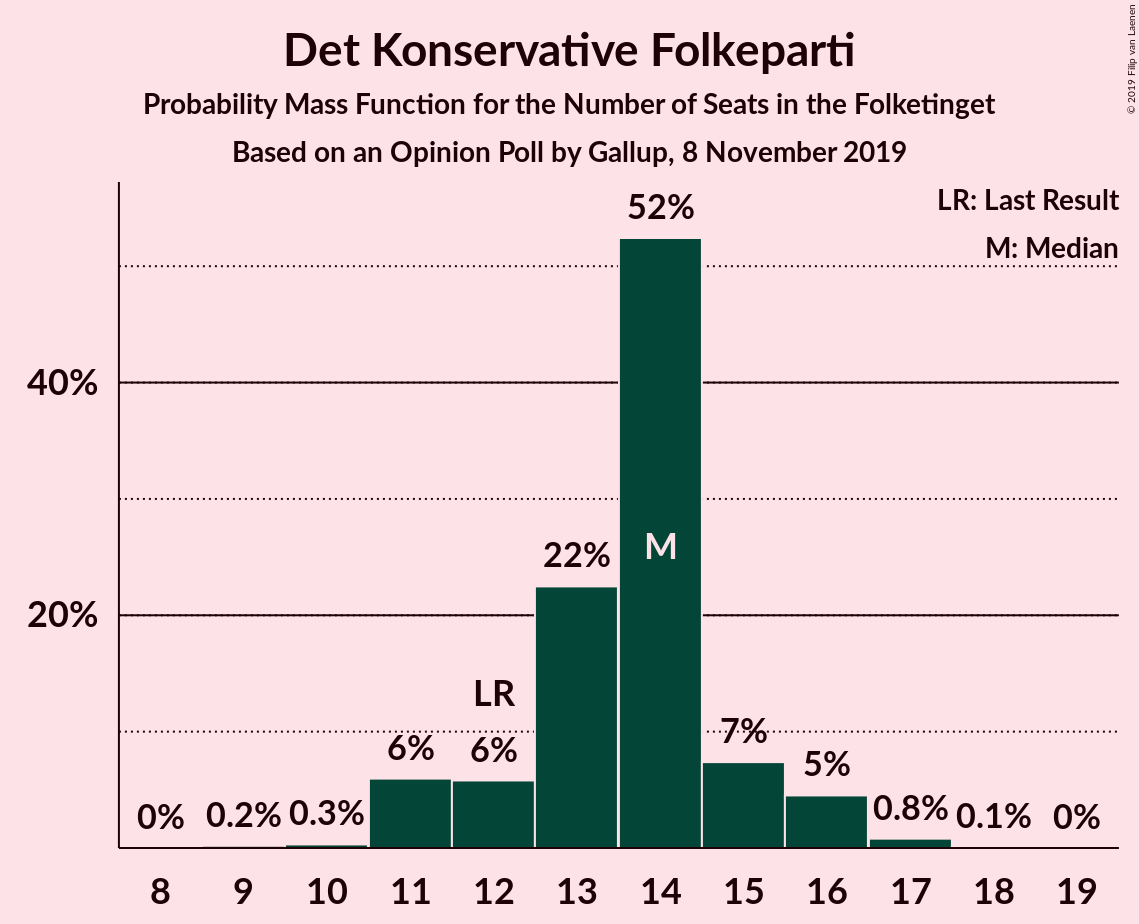 Det Konservative Folkeparti
Probability Mass Function for the Number of Seats in the Folketinget
Based on an Opinion Poll by Gallup, 8 November 2019
© 2019 Filip van Laenen
LR: Last Result
M: Median
52%
40%
22%
M
20%
LR
6%
6%
7%
5%
0%
0.2%
0.3%
0.8%
0.1%
0%
8 9 10 11 12 13 14 15 16 17 18 19